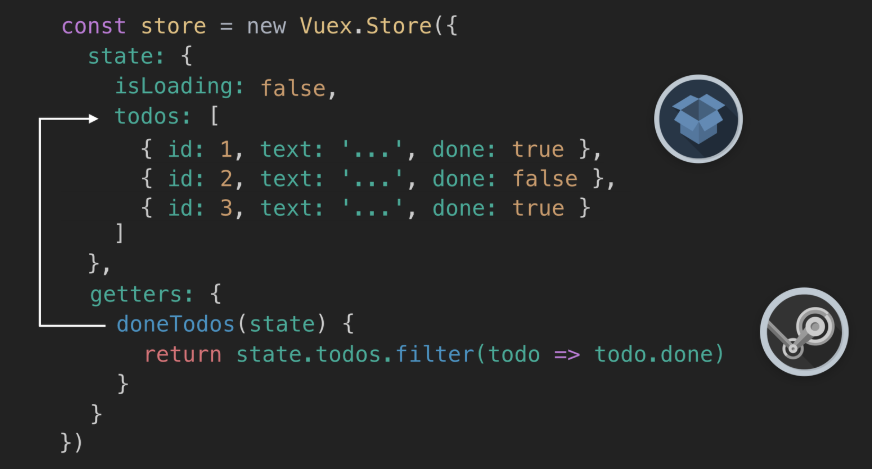 const store = new Vuex.Store({
  state: {
    isLoading: false,
    todos: [
      { id: 1, text: '...', done: true },
      { id: 2, text: '...', done: false },
      { id: 3, text: '...', done: true }
    ]
  },
  getters: {
    doneTodos(state) {
      return state.todos.filter(todo => todo.done)
    }
  }
})